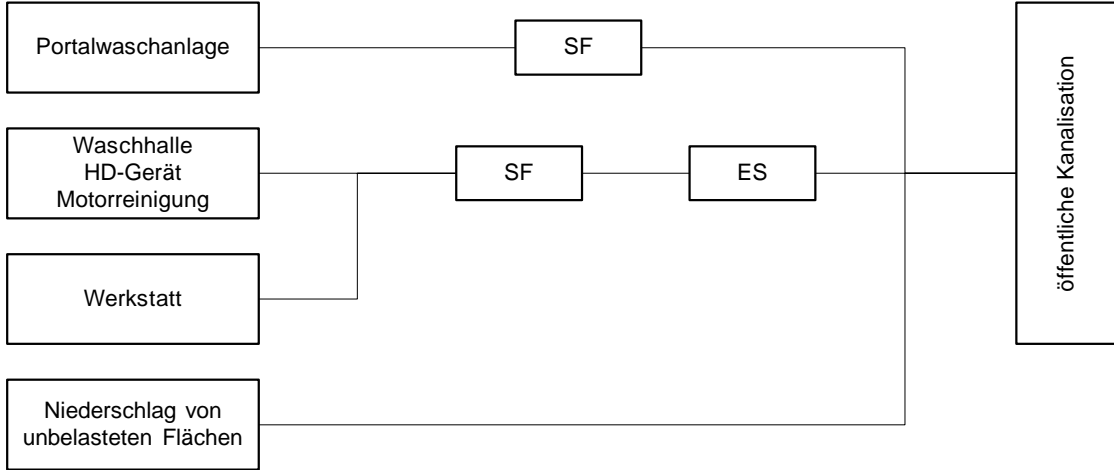 Portalwaschanlage
SF
Waschhalle
HD-Gerät
Motorreinigung
SF
ES
Werkstatt
Niederschlag von
unbelasteten Flächen
öffentliche Kanalisation